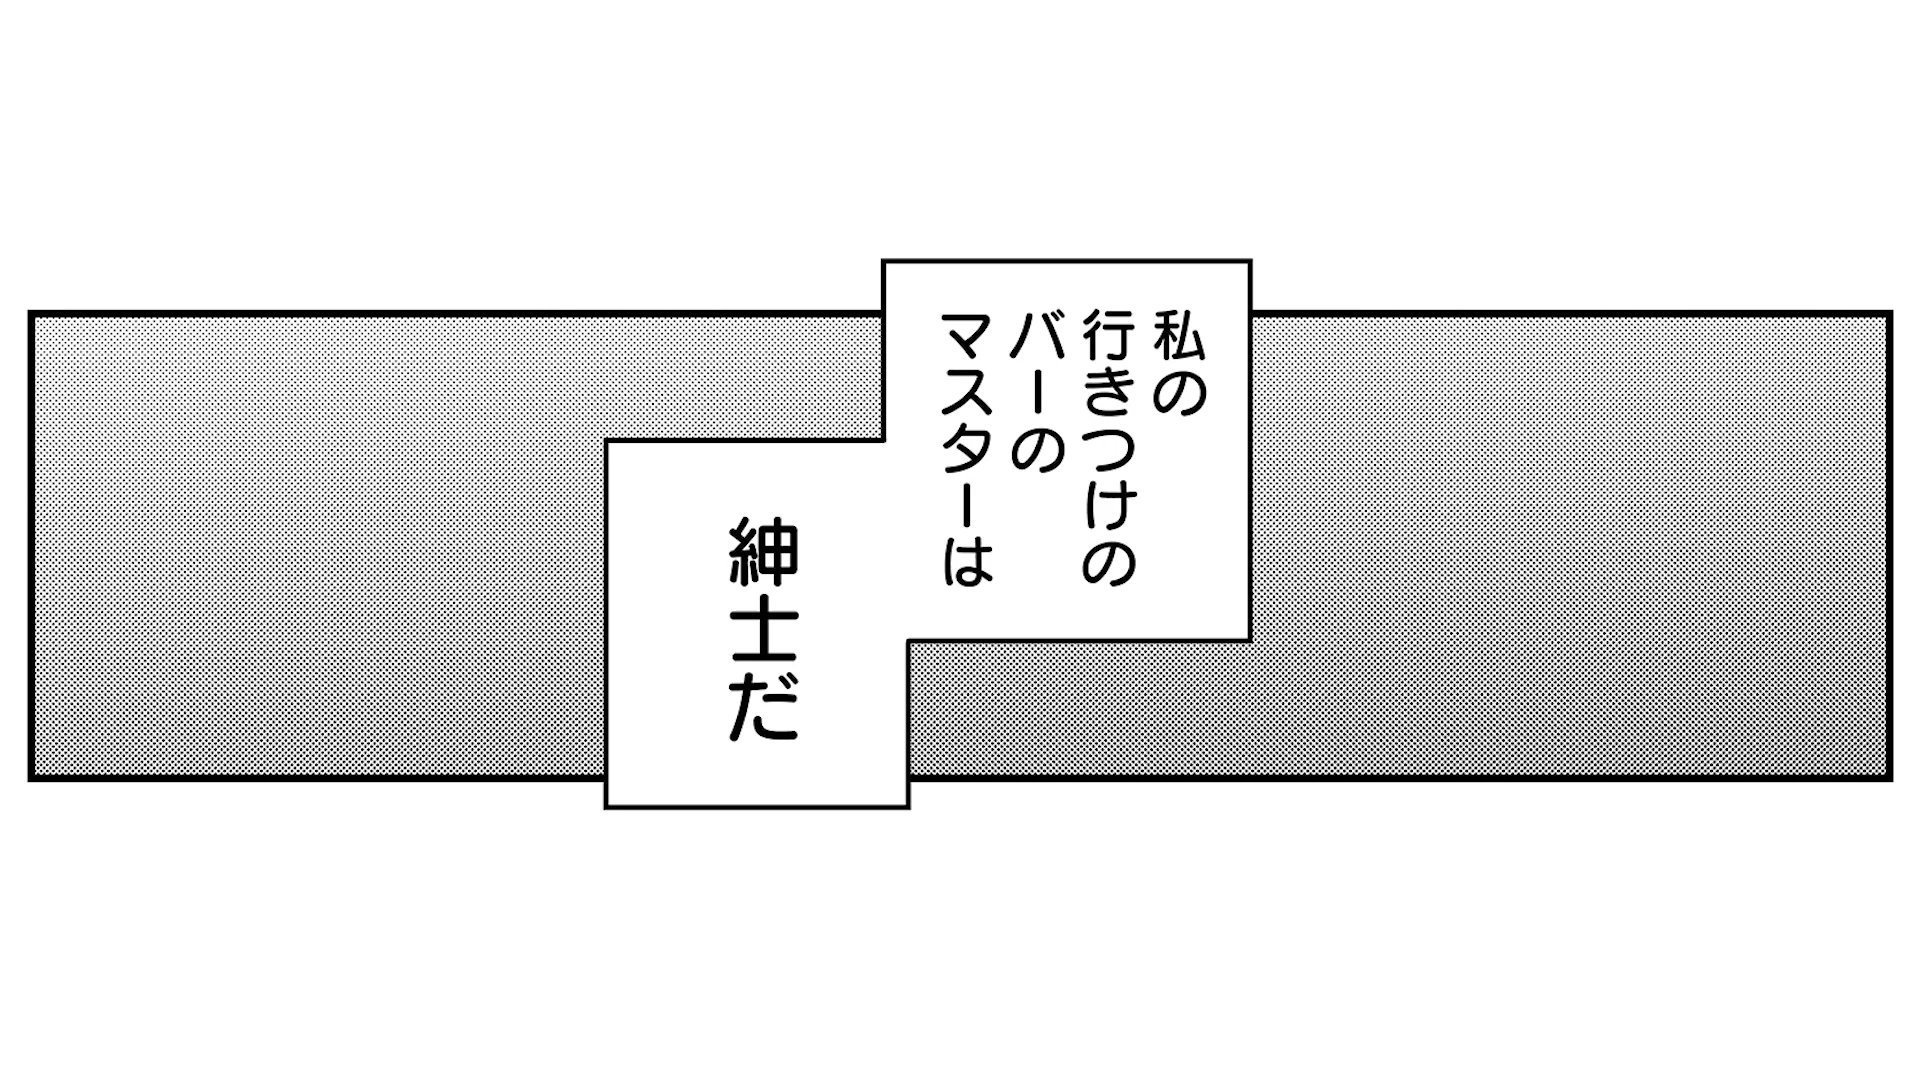 私の
行きつけの
バーの
マスターは
紳士だ